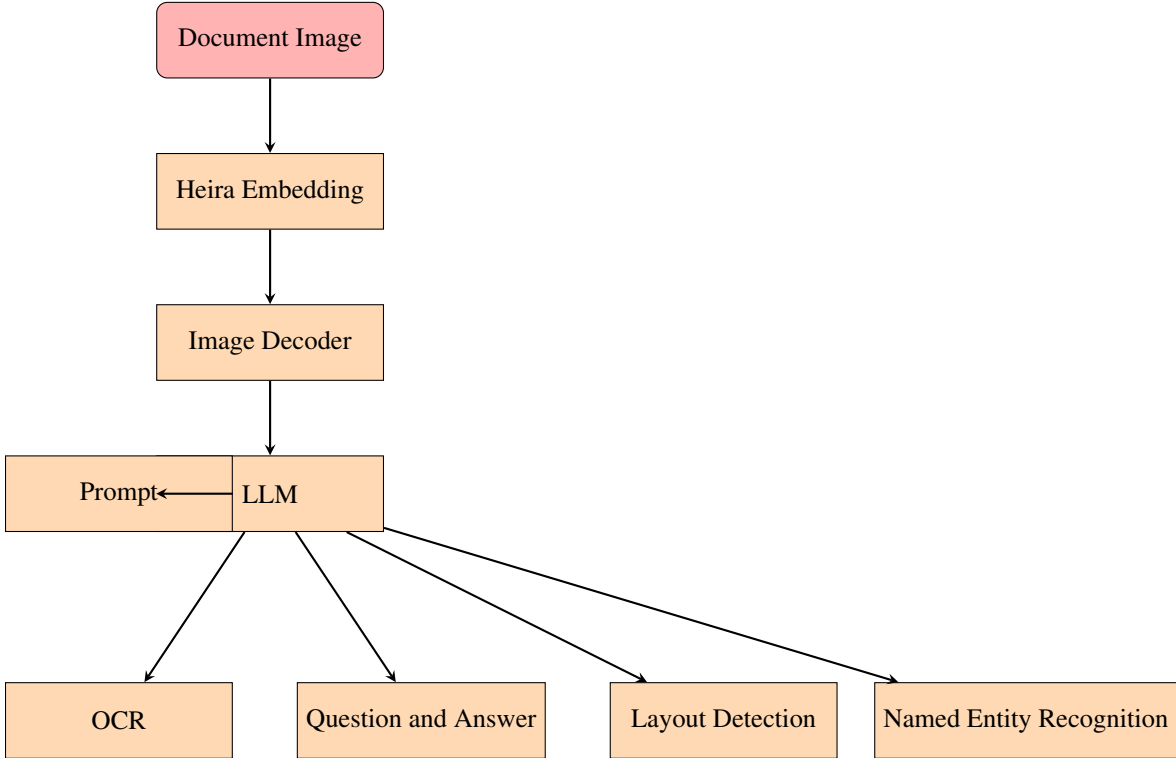 Document Image
Heira Embedding
Image Decoder
Prompt
LLM
OCR
Question and Answer
Layout Detection
Named Entity Recognition